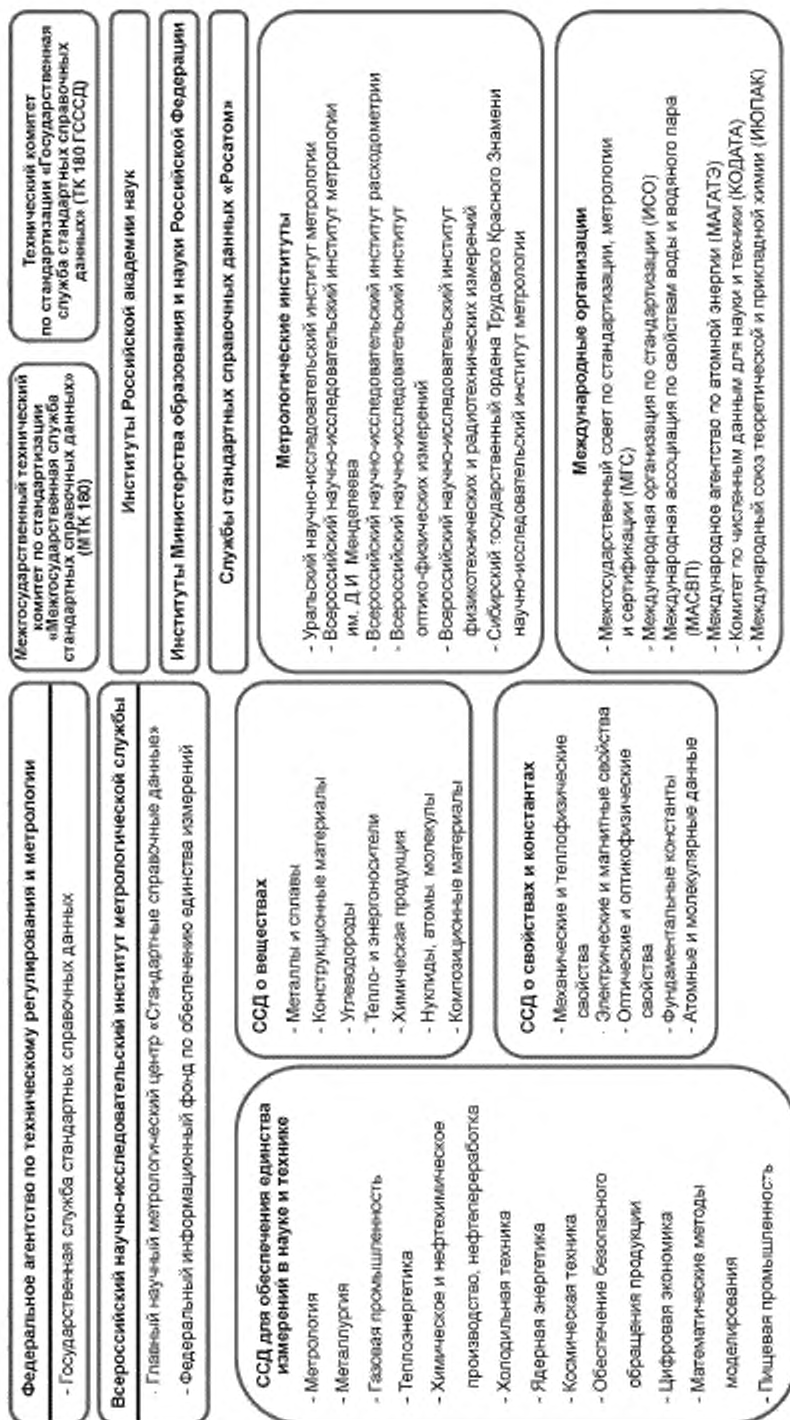 Федеральное агентство по техническому регулированию и метрологии
- Государственная служба стандартных справочных данных
Всероссийский научно-исследовательский институт метрологической службы
- Главный научный метрологический центр «Стандартные справочные данные»
- Федеральный информационный фонд по обеспечению единства измерений
ССД для обеспечения единства
измерений в науке и технике
- Метрология
- Металлургия
- Газовая промышленность
- Теплоэнергетика
- Химическое и нефтехимическое
производство, нефтепереработка
- Холодильная техника
- Ядерная энергетика
- Космическая техника
- Обеспечение безопасного
обращения продукции
- Цифровая экономика
- Математические методы
моделирования
- Пищевая промышленность
ССД о веществах
- Металлы и сплавы
- Конструкционные материалы
- Углеводороды
- Тепло- и энергоносители
- Химическая продукция
- Нуклиды, атомы, молекулы
- Композиционные материалы
ССД о свойствах и константах
- Механические и теплофизические
свойства
- Электрические и магнитные свойства
- Оптические и оптикофизические
свойства
- Фундаментальные константы
- Атомные и молекулярные данные
Межгосударственный технический
комитет по стандартизации
«Межгосударственная служба
стандартных справочных данных»
(МТК 180)
Технический комитет
по стандартизации «Государственная
служба стандартных справочных
данных» (ТК 180 ГСССД)
Институты Российской академии наук
Институты Министерства образования и науки Российской Федерации
Службы стандартных справочных данных «Росатом»
Метрологические институты
- Уральский научно-исследовательский институт метрологии
- Всероссийский научно-исследовательский институт метрологии
им. Д.И. Менделеева
- Всероссийский научно-исследовательский институт расходометрии
- Всероссийский научно-исследовательский институт
оптико-физических измерений
- Всероссийский научно-исследовательский институт
физикотехнических и радиотехнических измерений
- Сибирский государственный ордена Трудового Красного Знамени
научно-исследовательский институт метрологии
Международные организации
- Межгосударственный совет по стандартизации, метрологии
и сертификации (МГС)
- Международная организация по стандартизации (ИСО)
- Международная ассоциация по свойствам воды и водяного пара
(МАСВП)
- Международное агентство по атомной энергии (МАГАТЭ)
- Комитет по численным данным для науки и техники (КОДАТА)
- Международный союз теоретической и прикладной химии (ИЮПАК)